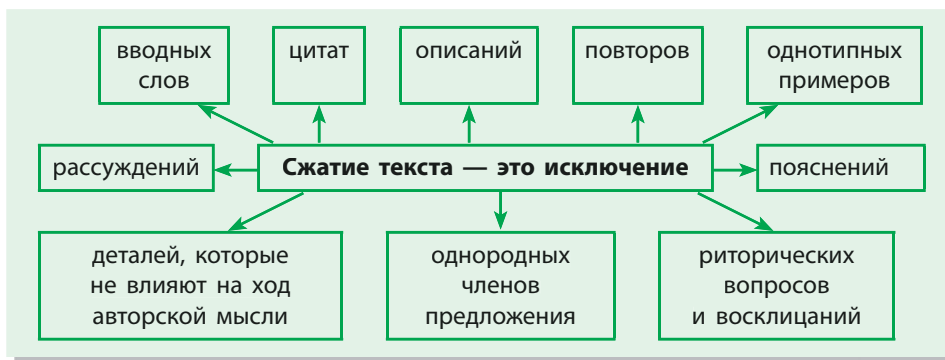 вводных
слов
цитат
описаний
повторов
однотипных
примеров
рассуждений
Сжатие текста — это исключение
пояснений
деталей, которые
не влияют на ход
авторской мысли
однородных
членов
предложения
риторических
вопросов
и восклицаний